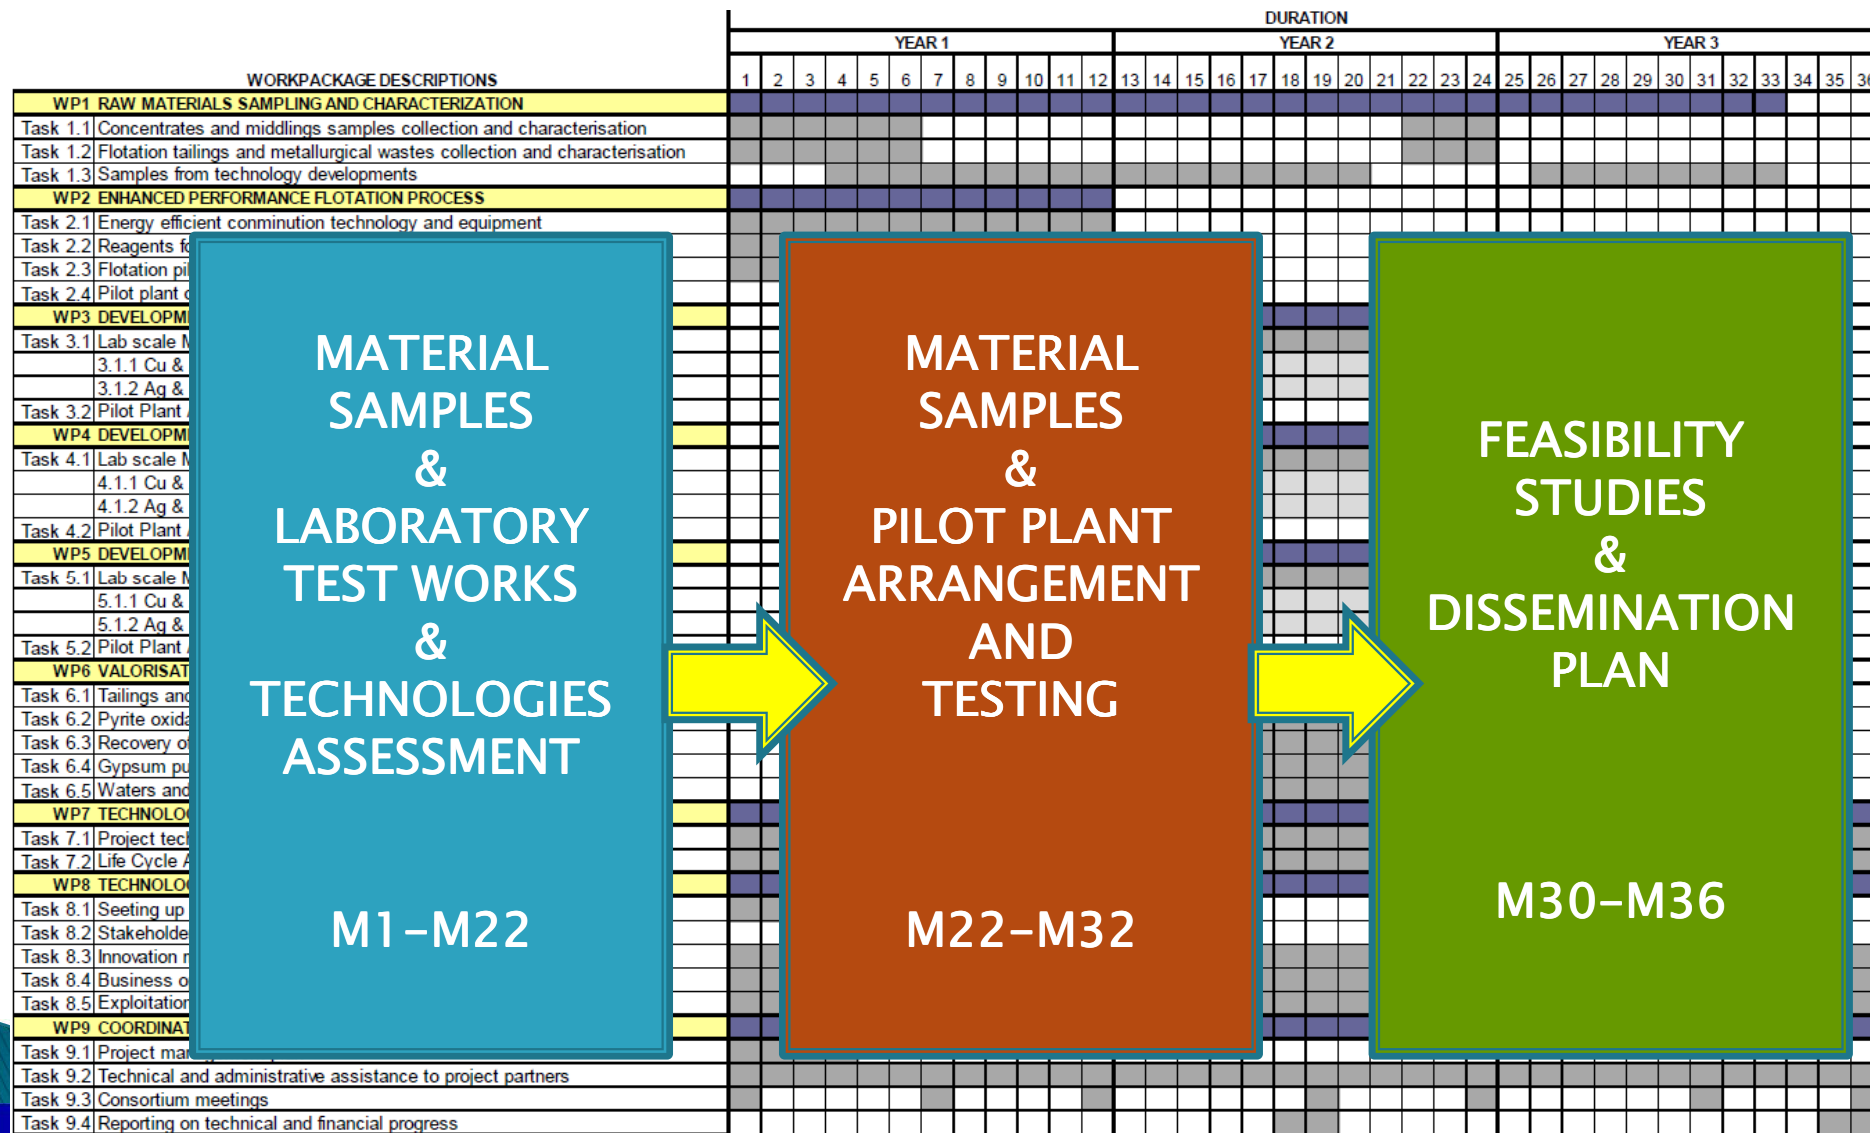 DURATION
YEAR 1 YEAR 2 YEAR 3
WORKPACKAGE DESCRIPTIONS 1 2 3 4 5 6 7 8 9 10 11 12 13 14 15 16 17 18 19 20 21 22 23 24 25 26 27 28 29 30 31 32 33 34 35 36
WP1 RAW MATERIALS SAMPLING AND CHARACTERIZATION
Task 1.1 Concentrates and middlings samples collection and characterisation
Task 1.2 Flotation tailings and metallurgical wastes collection and characterisation
Task 1.3 Samples from technology developments
WP2 ENHANCED PERFORMANCE FLOTATION PROCESS
Task 2.1 Energy efficient conminution technology and equipment
Task 2.2 Reagents
Task 2.3 Flotation
Task 2.4 Pilot plant
WP3
Task 3.1 Lab scale
3.1.1 Cu &
3.1.2 Ag &
Task 3.2 Pilot Plant
WP4
Task 4.1 Lab scale
4.1.1 Cu &
4.1.2 Ag &
Task 4.2 Pilot Plant
WP5
Task 5.1 Lab scale
5.1.1 Cu &
5.1.2 Ag &
Task 5.2 Pilot Plant
WP6
Task 6.1 Tailings
Task 6.2 Pyrite
Task 6.3 Recovery
Task 6.4 Gypsum
Task 6.5 Waters
WP7
Task 7.1 Project
Task 7.2 Life Cycle
WP8
Task 8.1 Seeting up
Task 8.2
Task 8.3 Innovation
Task 8.4 Business
Task 8.5 Exploitation
WP9
Task 9.1 Project
Task 9.2 Technical and administrative assistance to project partners
Task 9.3 Consortium meetings
Task 9.4 Reporting on technical and financial progress
MATERIAL
SAMPLES
&
LABORATORY
TEST WORKS
&
TECHNOLOGIES
ASSESSMENT
M1-M22
MATERIAL
SAMPLES
&
PILOT PLANT
ARRANGEMENT
AND
TESTING
M22-M32
FEASIBILITY
STUDIES
&
DISSEMINATION
PLAN
M30-M36